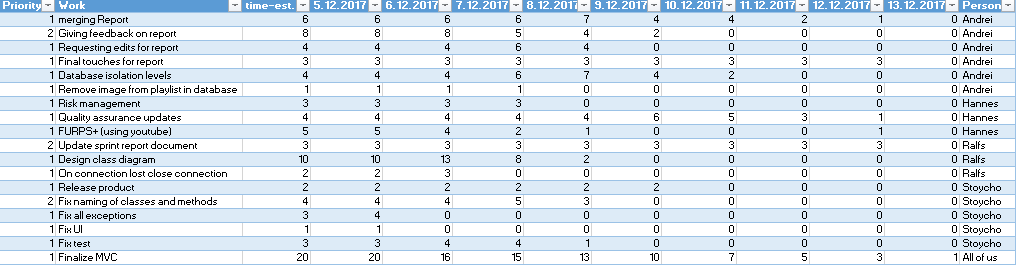 Priority Work time-est. 5.12.2017 6.12.2017 7.12.2017 8.12.2017 9.12.2017 10.12.2017 11.12.2017 12.12.2017 13.12.2017 Person
1 merging Report 6 6 6 6 7 4 4 2 1 0 Andrei
2 Giving feedback on report 8 8 8 5 4 2 0 0 0 0 Andrei
1 Requesting edits for report 4 4 4 6 4 0 0 0 0 0 Andrei
1 Final touches for report 3 3 3 3 3 3 3 3 3 0 Andrei
1 Database isolation levels 4 4 4 6 7 4 2 0 0 0 Andrei
1 Remove image from playlist in database 1 1 1 1 0 0 0 0 0 0 Andrei
1 Risk management 3 3 3 3 0 0 0 0 0 0 Hannes
1 Quality assurance updates 4 4 4 4 4 6 5 3 1 0 Hannes
1 FURPS+ (using youtube) 5 5 4 2 1 0 0 0 1 0 Hannes
2 Update sprint report document 3 3 3 3 3 3 3 3 3 0 Ralfs
1 Design class diagram 10 10 13 8 2 0 0 0 0 0 Ralfs
1 On connection lost close connection 2 2 3 0 0 0 0 0 0 0 Ralfs
1 Release product 2 2 2 2 2 2 0 0 0 0 Stoycho
2 Fix naming of classes and methods 4 4 4 5 3 0 0 0 0 0 Stoycho
1 Fix all exceptions 3 4 0 0 0 0 0 0 0 0 Stoycho
1 Fix UI 1 1 0 0 0 0 0 0 0 0 Stoycho
1 Fix test 3 3 4 4 1 0 0 0 0 0 Stoycho
1 Finalize MVC 20 20 16 15 13 10 7 5 3 1 All of us